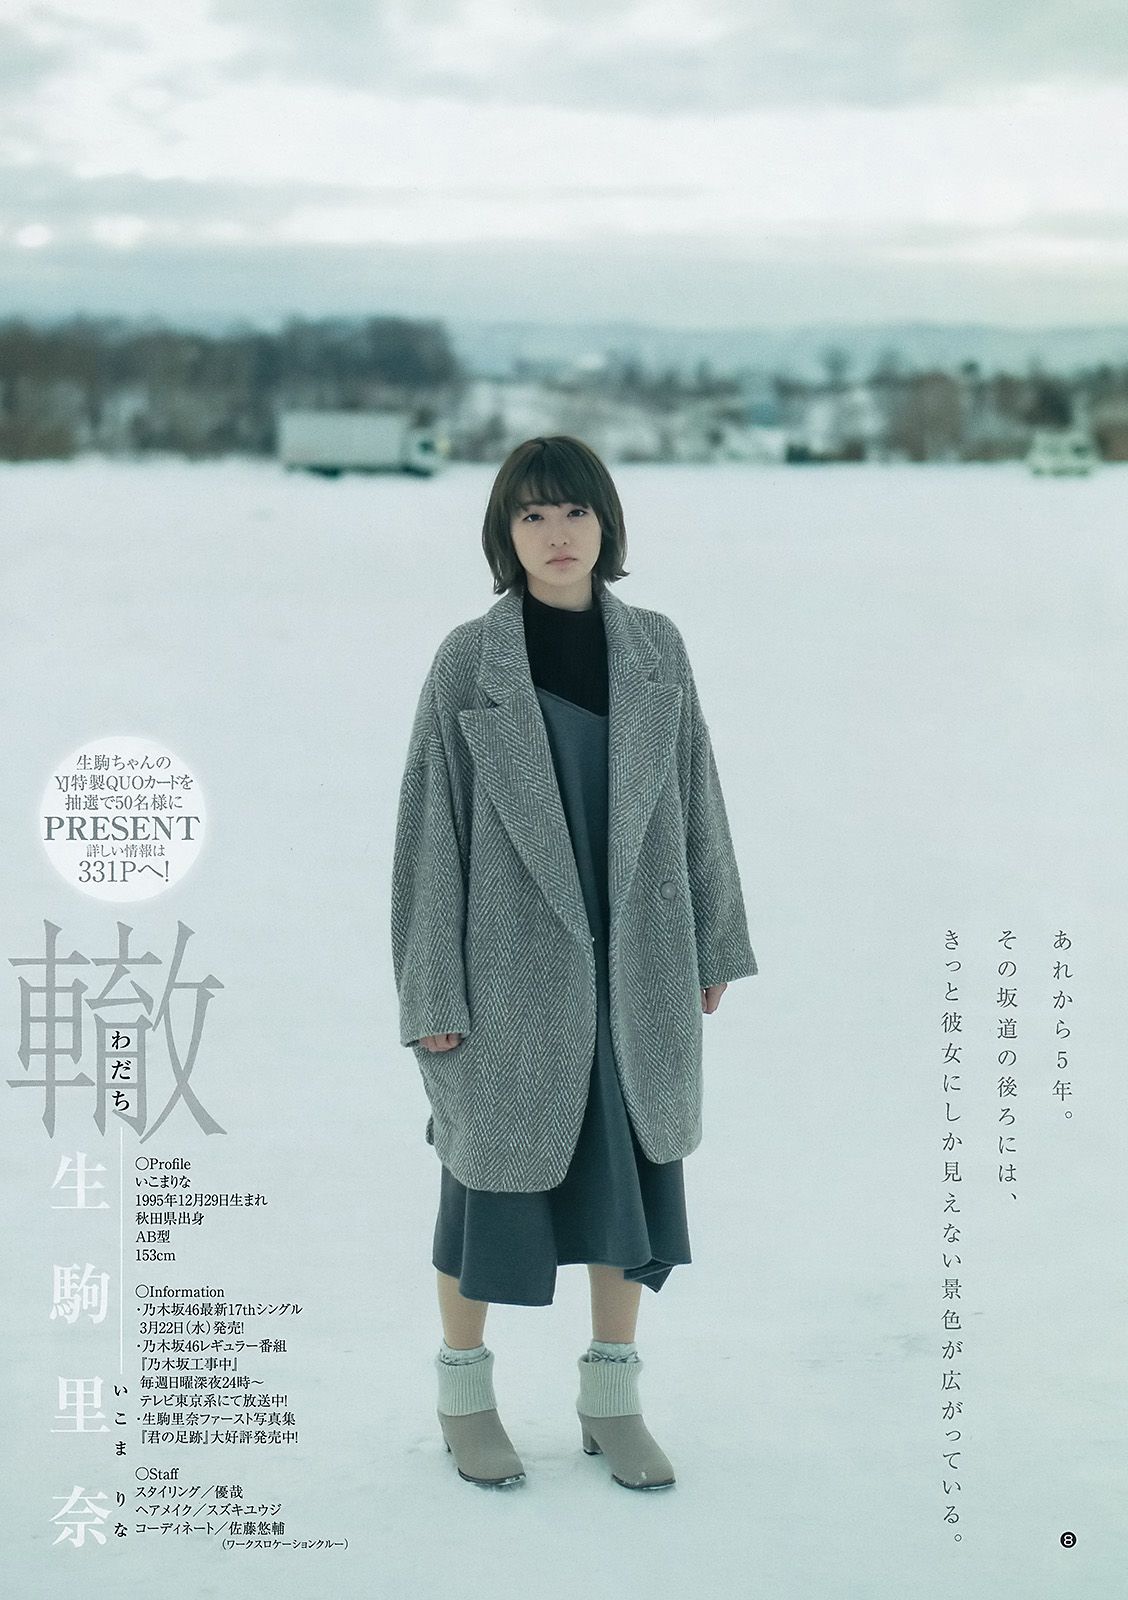 あれから5年。
その坂道の後ろには、
きっと彼女にしか見えない景色が広がっている。
生駒ちゃんの
YJ特製QUOカードを
抽選で50名様に
PRESENT
詳しい情報は
331Pへ!
轍
わだち
生駒里奈
いこまりな
〇Profile
いこまりな
1995年12月29日生まれ
秋田県出身
AB型
153cm
〇Information
・乃木坂46最新17thシングル
3月22日(水)発売!
・乃木坂46レギュラー番組
『乃木坂工事中』
毎週日曜深夜24時〜
テレビ東京系にて放送中!
・生駒里奈ファースト写真集
『君の足跡』大好評発売中!
〇Staff
スタイリング／優哉
ヘアメイク／スズキユウジ
コーディネート／佐藤悠輔
(ワークスロケーションクルー)
8